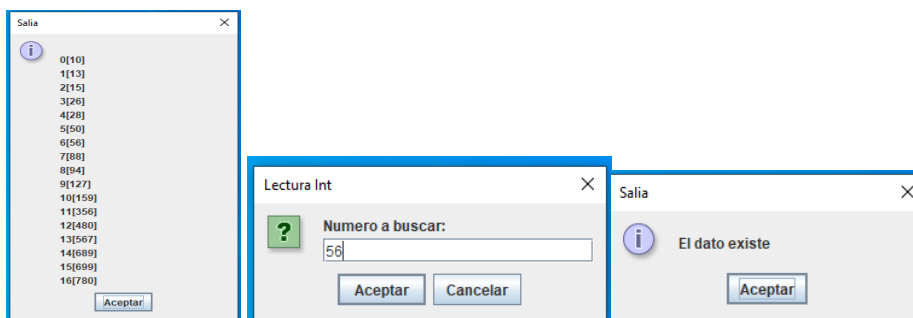 Salia
0[10]
1[13]
2[15]
3[26]
4[28]
5[50]
6[56]
7[88]
8[94]
9[127]
10[159]
11[356]
12[480]
13[567]
14[689]
15[699]
16[780]
Aceptar
Lectura Int
Numero a buscar:
56
Aceptar Cancelar
Salia
El dato existe
Aceptar